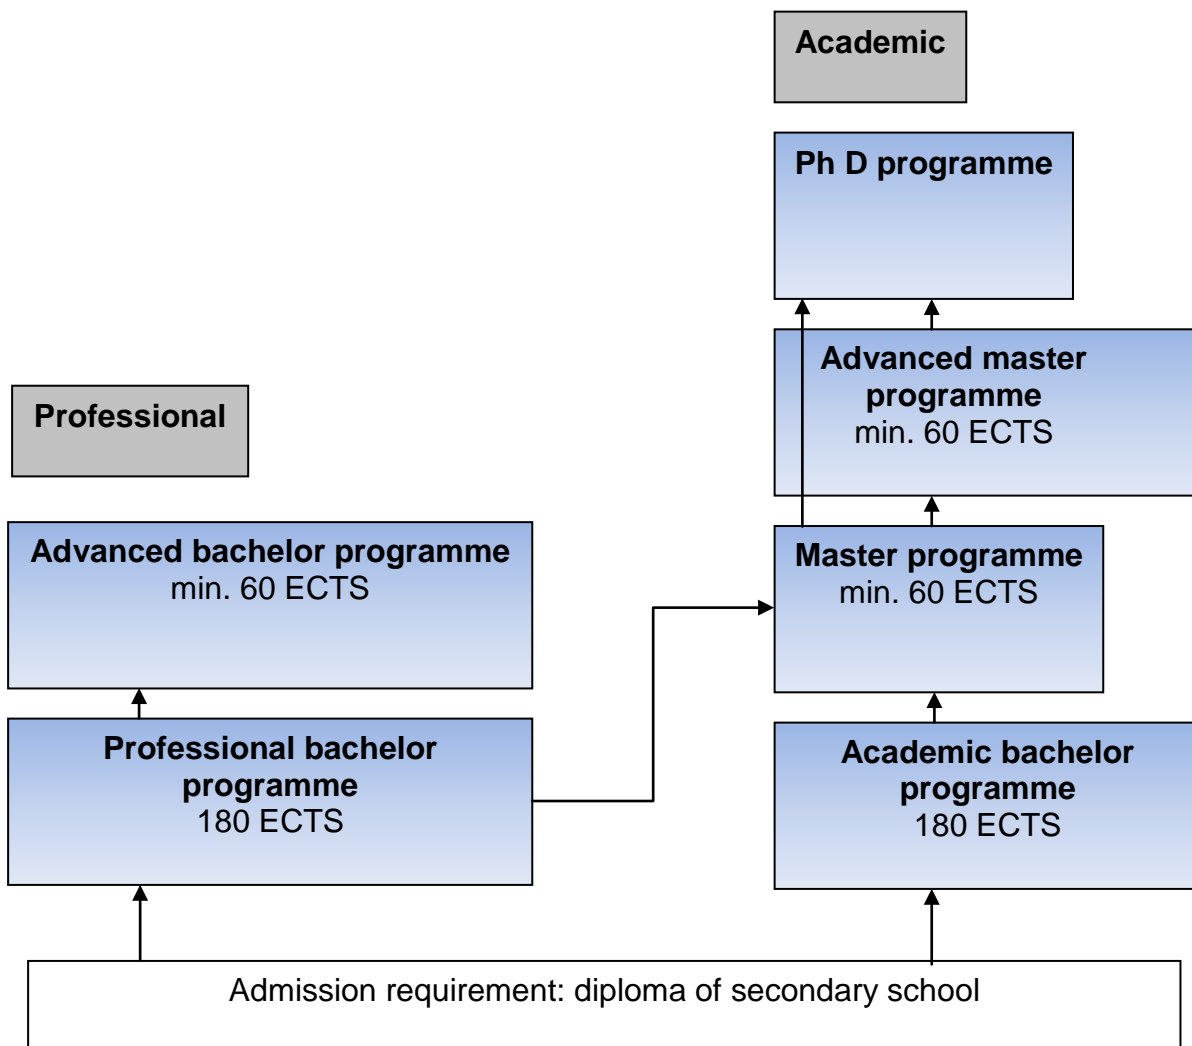 Academic
Ph D programme
Advanced master
programme
min. 60 ECTS
Professional
Advanced bachelor programme
min. 60 ECTS
Master programme
min. 60 ECTS
Professional bachelor
programme
180 ECTS
Academic bachelor
programme
180 ECTS
Admission requirement: diploma of secondary school